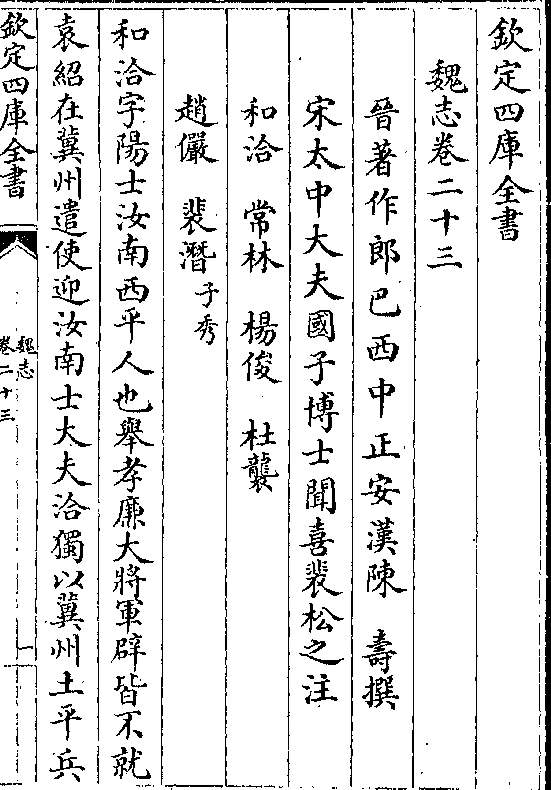 欽定四庫全書
魏志卷二十三
晉著作郎巴西中正安漢陳　壽撰
宋太中大夫國子博士聞喜裴松之注
和洽　常林　楊俊　杜襲
趙儼　裴潛子秀
和洽字陽士汝南西平人也舉孝廉大將軍辟皆不就
袁紹在冀州遣使迎汝南士大夫洽獨以冀州土平兵
欽定四庫全書
魏志
卷二十三
一